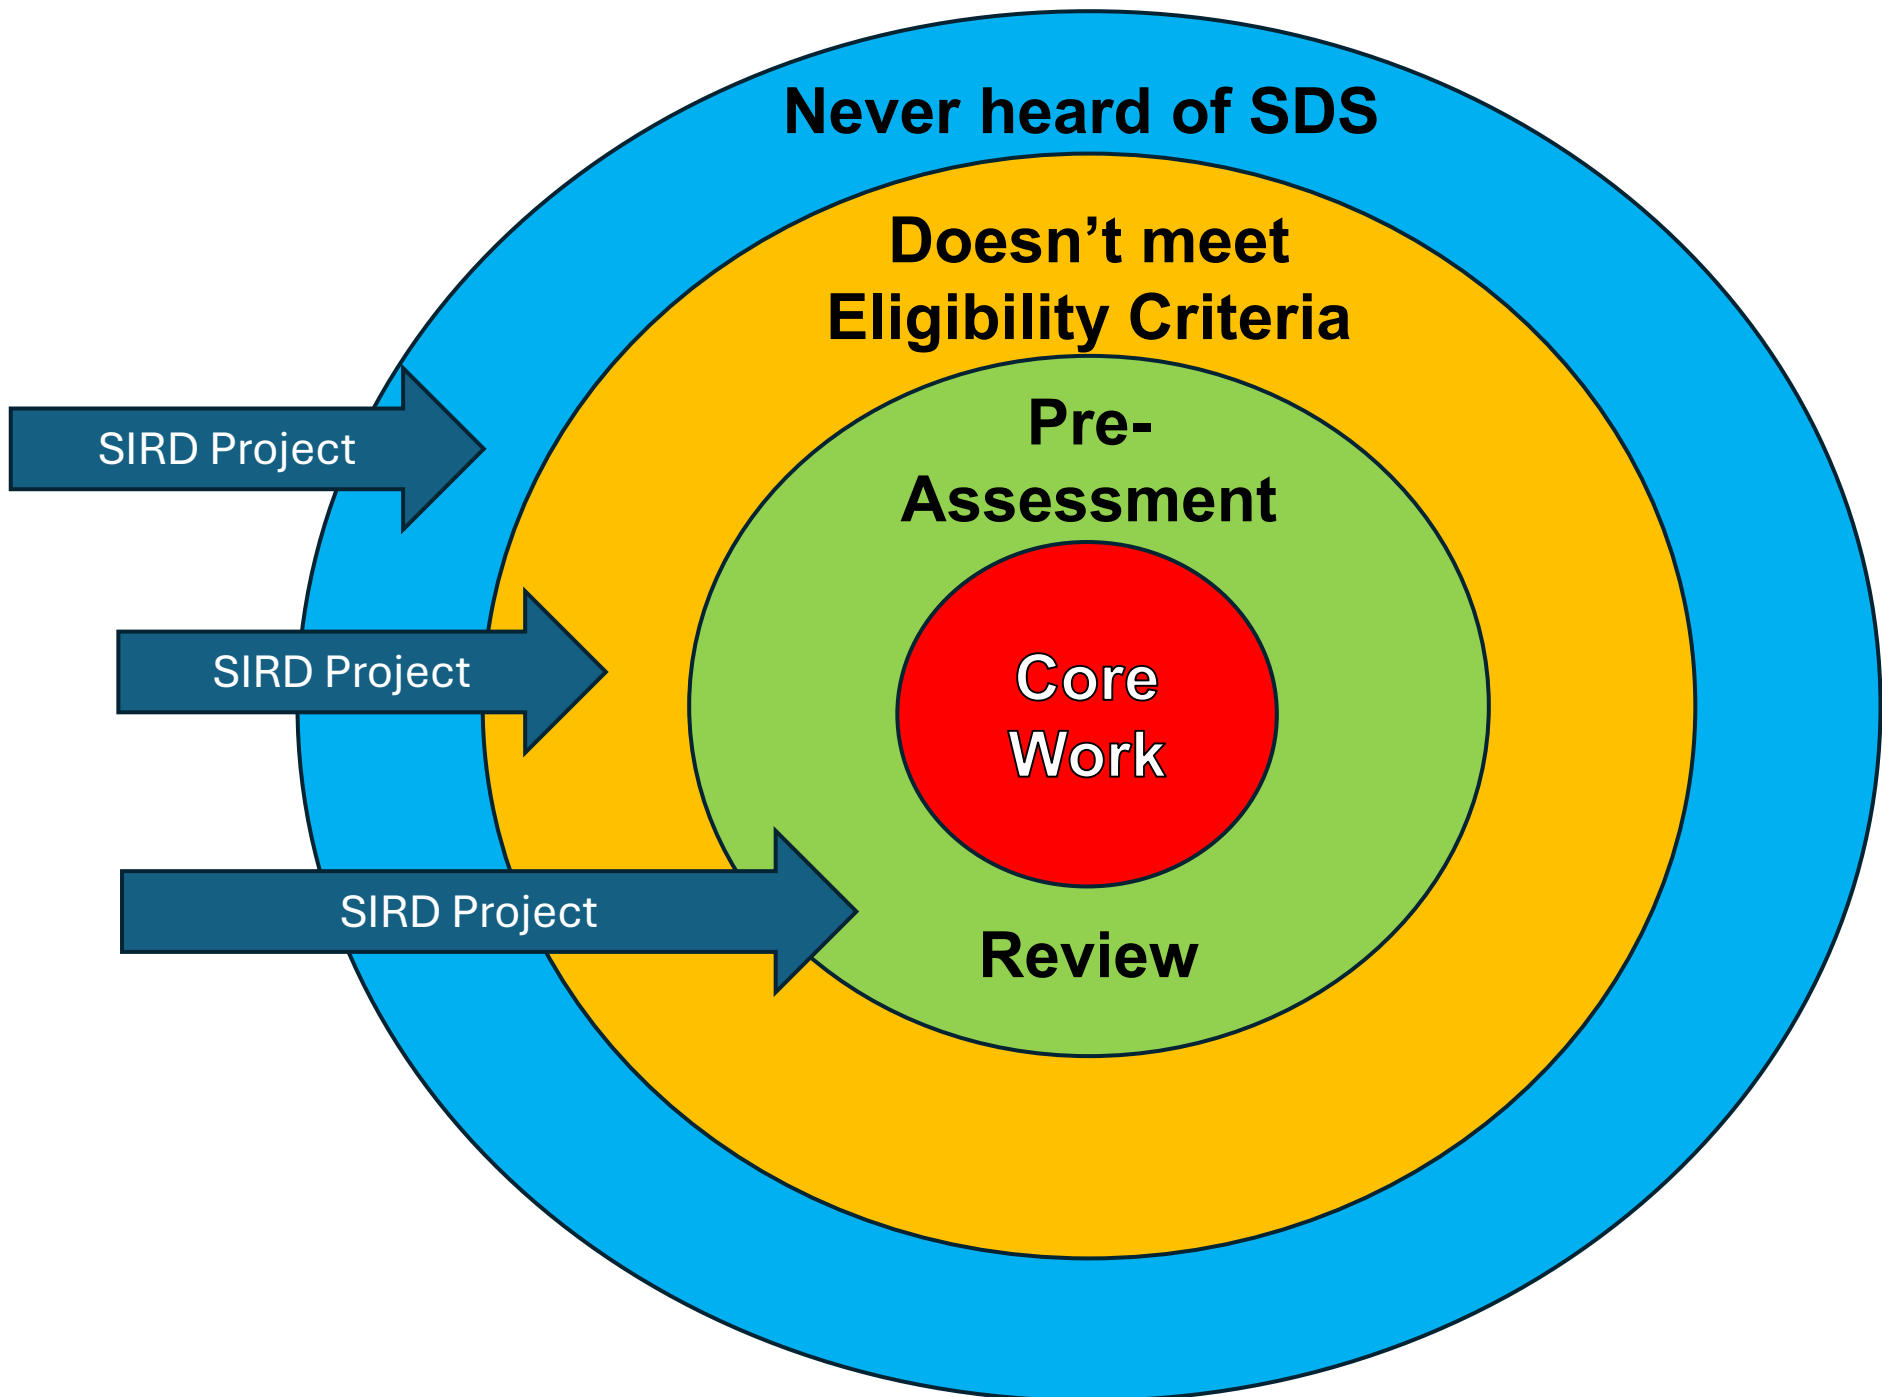 Never heard of SDS
Doesn’t meet
Eligibility Criteria
Pre-
Assessment
SIRD Project
SIRD Project
Core
Work
SIRD Project
Review